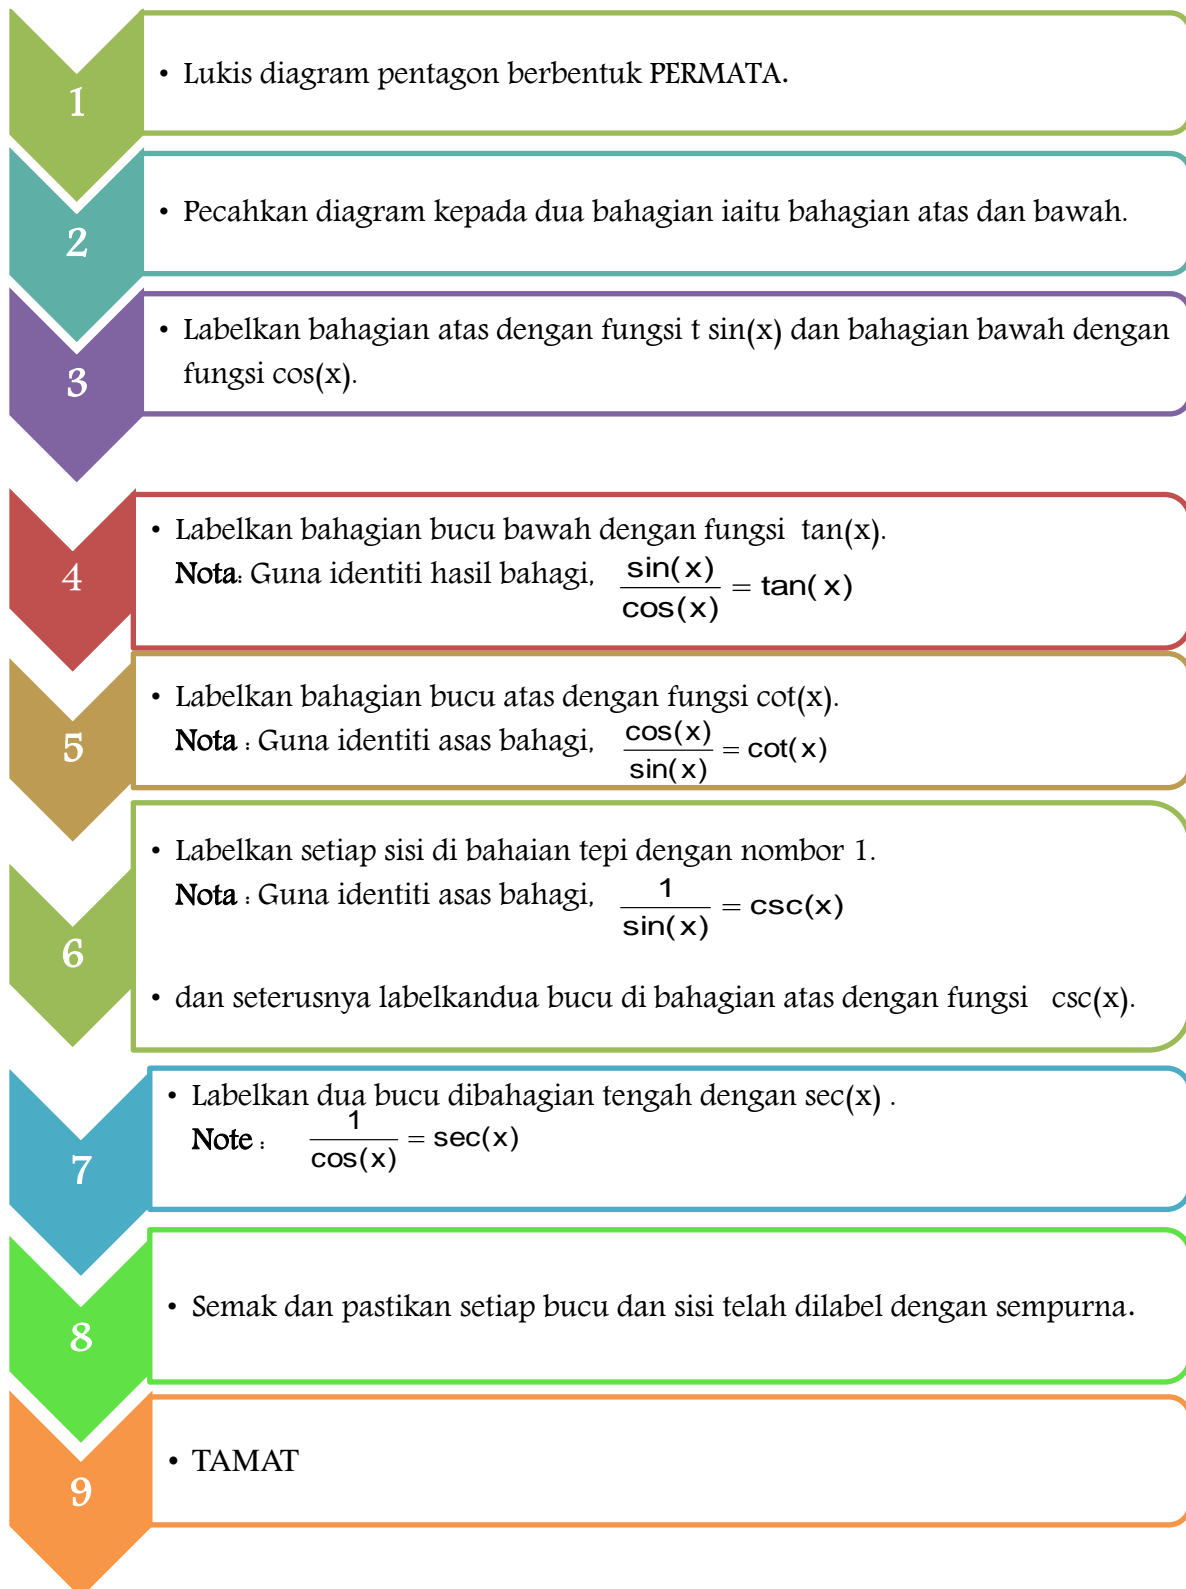 1
• Lukis diagram pentagon berbentuk PERMATA.
2
• Pecahkan diagram kepada dua bahagian iaitu bahagian atas dan bawah.
3
• Labelkan bahagian atas dengan fungsi t sin(x) dan bahagian bawah dengan
fungsi cos(x).
4
• Labelkan bahagian bucu bawah dengan fungsi tan(x).
Nota: Guna identiti hasil bahagi, sin(x)/cos(x) = tan(x)
5
• Labelkan bahagian bucu atas dengan fungsi cot(x).
Nota : Guna identiti asas bahagi, cos(x)/sin(x) = cot(x)
6
• Labelkan setiap sisi di bahaian tepi dengan nombor 1.
Nota : Guna identiti asas bahagi, 1/sin(x) = csc(x)
• dan seterusnya labelkandua bucu di bahagian atas dengan fungsi csc(x).
7
• Labelkan dua bucu dibahagian tengah dengan sec(x) .
Note : 1/cos(x) = sec(x)
8
• Semak dan pastikan setiap bucu dan sisi telah dilabel dengan sempurna.
9
• TAMAT